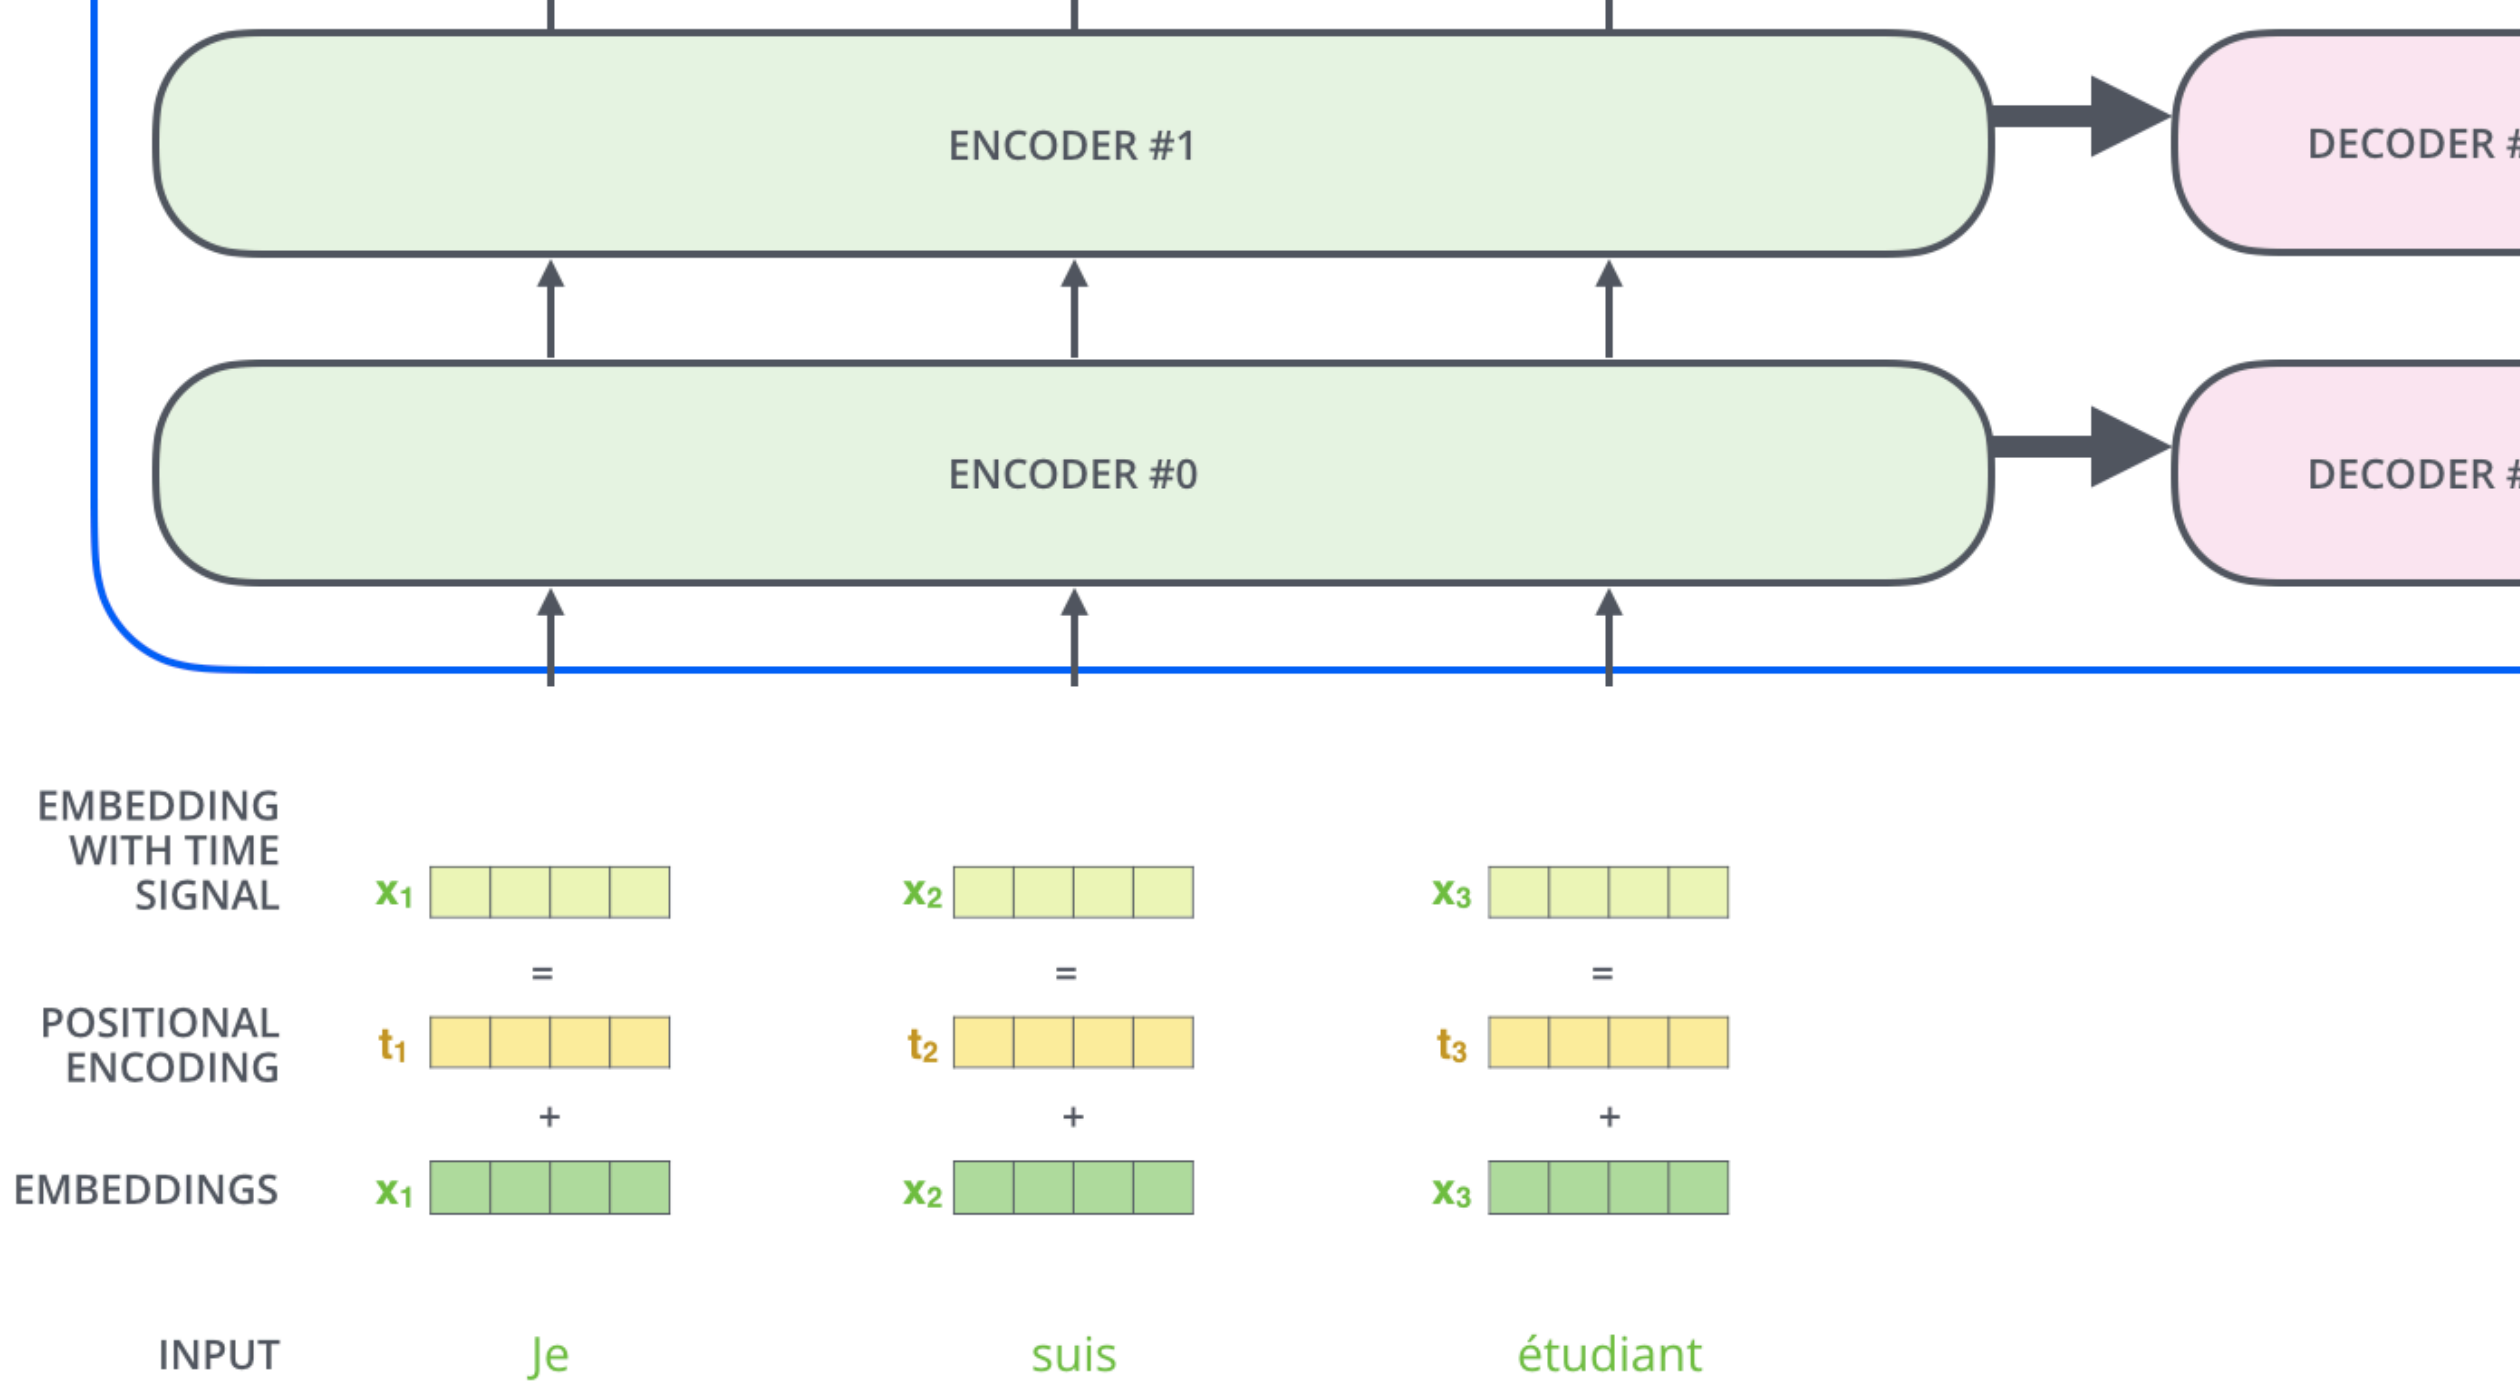 ENCODER #1
DECODER #
ENCODER #0
DECODER #
EMBEDDING
WITH TIME
SIGNAL
x₁ x₂ x₃
= = =
POSITIONAL
ENCODING
t₁ t₂ t₃
+ + +
EMBEDDINGS x₁ x₂ x₃
INPUT Je suis étudiant